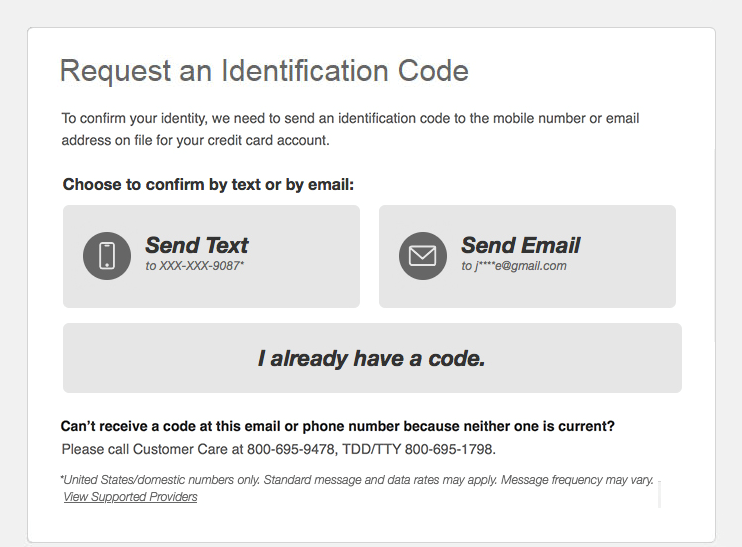 Request an Identification Code
To confirm your identity, we need to send an identification code to the mobile number or email
address on file for your credit card account.
Choose to confirm by text or by email:
Send Text
to XXX-XXX-9087*
Send Email
to j****e@gmail.com
I already have a code.
Can’t receive a code at this email or phone number because neither one is current?
Please call Customer Care at 800-695-9478, TDD/TTY 800-695-1798.
*United States/domestic numbers only. Standard message and data rates may apply. Message frequency may vary.
View Supported Providers